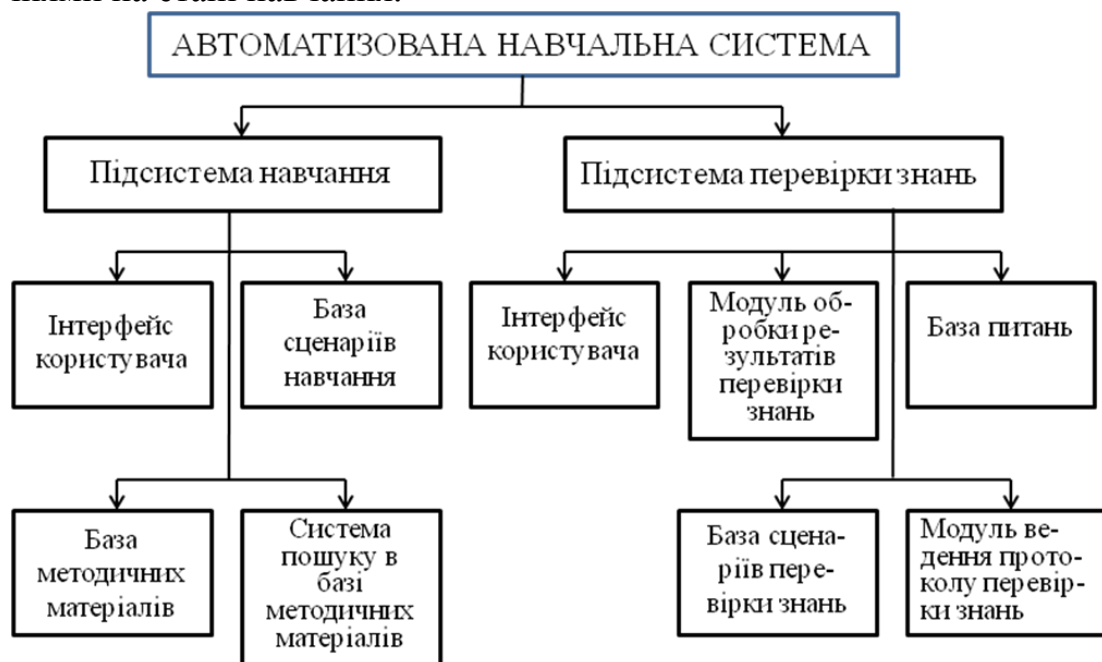 АВТОМАТИЗОВАНА НАВЧАЛЬНА СИСТЕМА
Підсистема навчання
Підсистема перевірки знань
Інтерфейс
користувача
База
сценаріїв
навчання
Інтерфейс
користувача
Модуль об-
робки ре-
зультатів
перевірки
знань
База питань
База
методичних
матеріалів
Система
пошуку в
базі
методичних
матеріалів
База сцена-
ріїв пере-
вірки знань
Модуль ве-
дення прото-
колу перевір-
ки знань